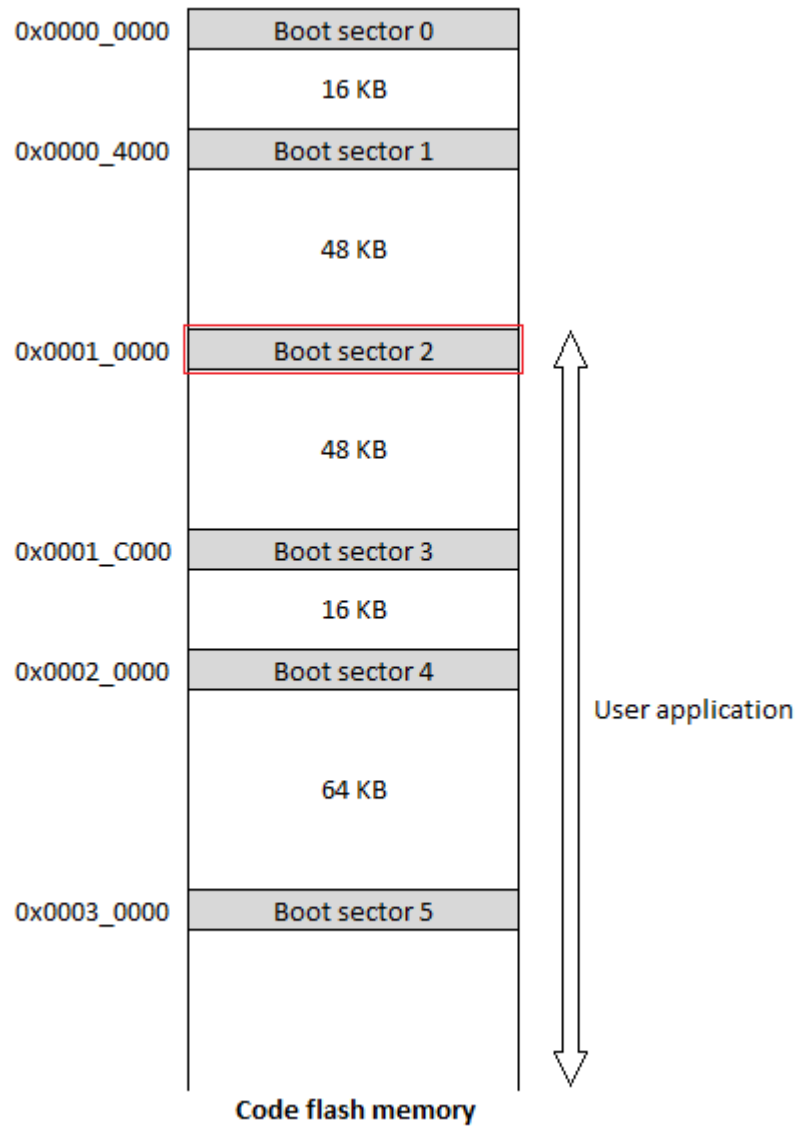 0x0000_0000
Boot sector 0
16 KB
0x0000_4000
Boot sector 1
48 KB
0x0001_0000
Boot sector 2
48 KB
0x0001_C000
Boot sector 3
16 KB
0x0002_0000
Boot sector 4
User application
64 KB
0x0003_0000
Boot sector 5
Code flash memory